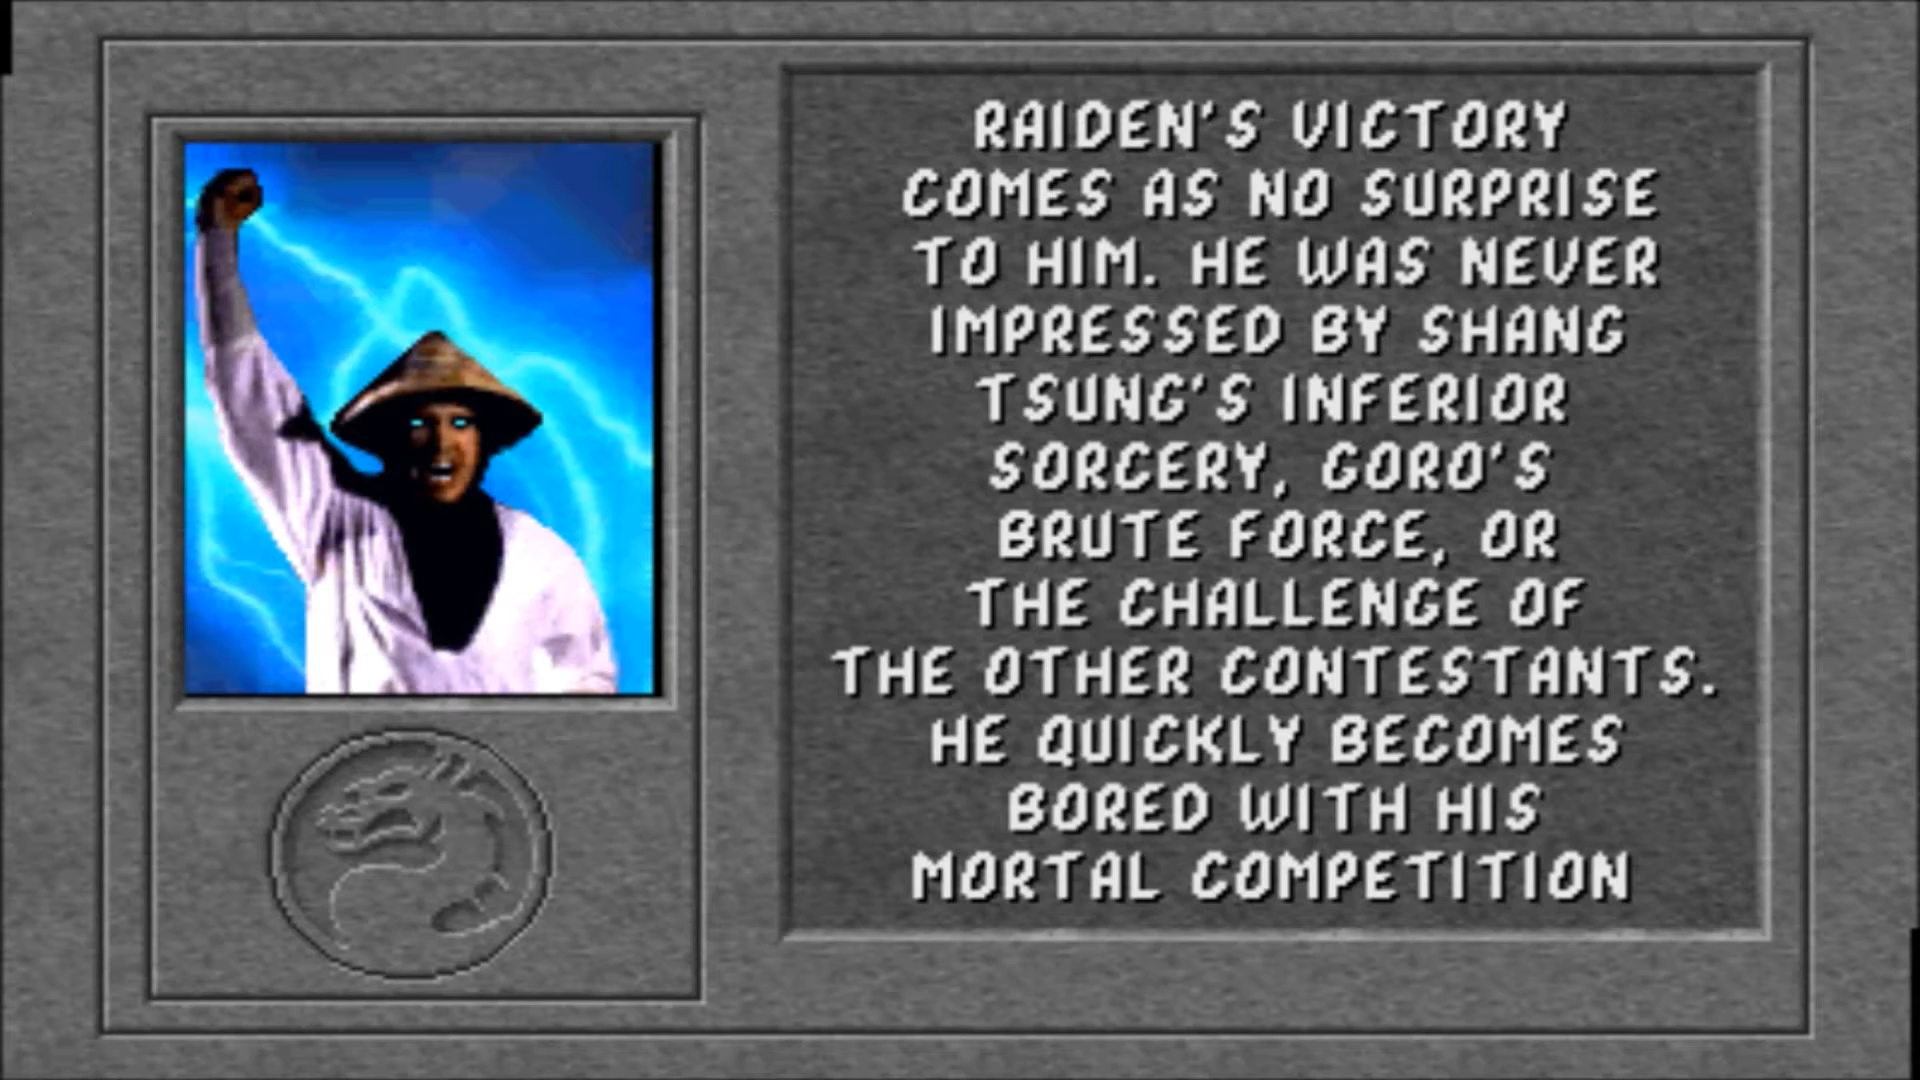 RAIDEN'S VICTORY
COMES AS NO SURPRISE
TO HIM. HE WAS NEVER
IMPRESSED BY SHANG
TSUNG'S INFERIOR
SORCERY, GORO'S
BRUTE FORCE, OR
THE CHALLENGE OF
THE OTHER CONTESTANTS.
HE QUICKLY BECOMES
BORED WITH HIS
MORTAL COMPETITION